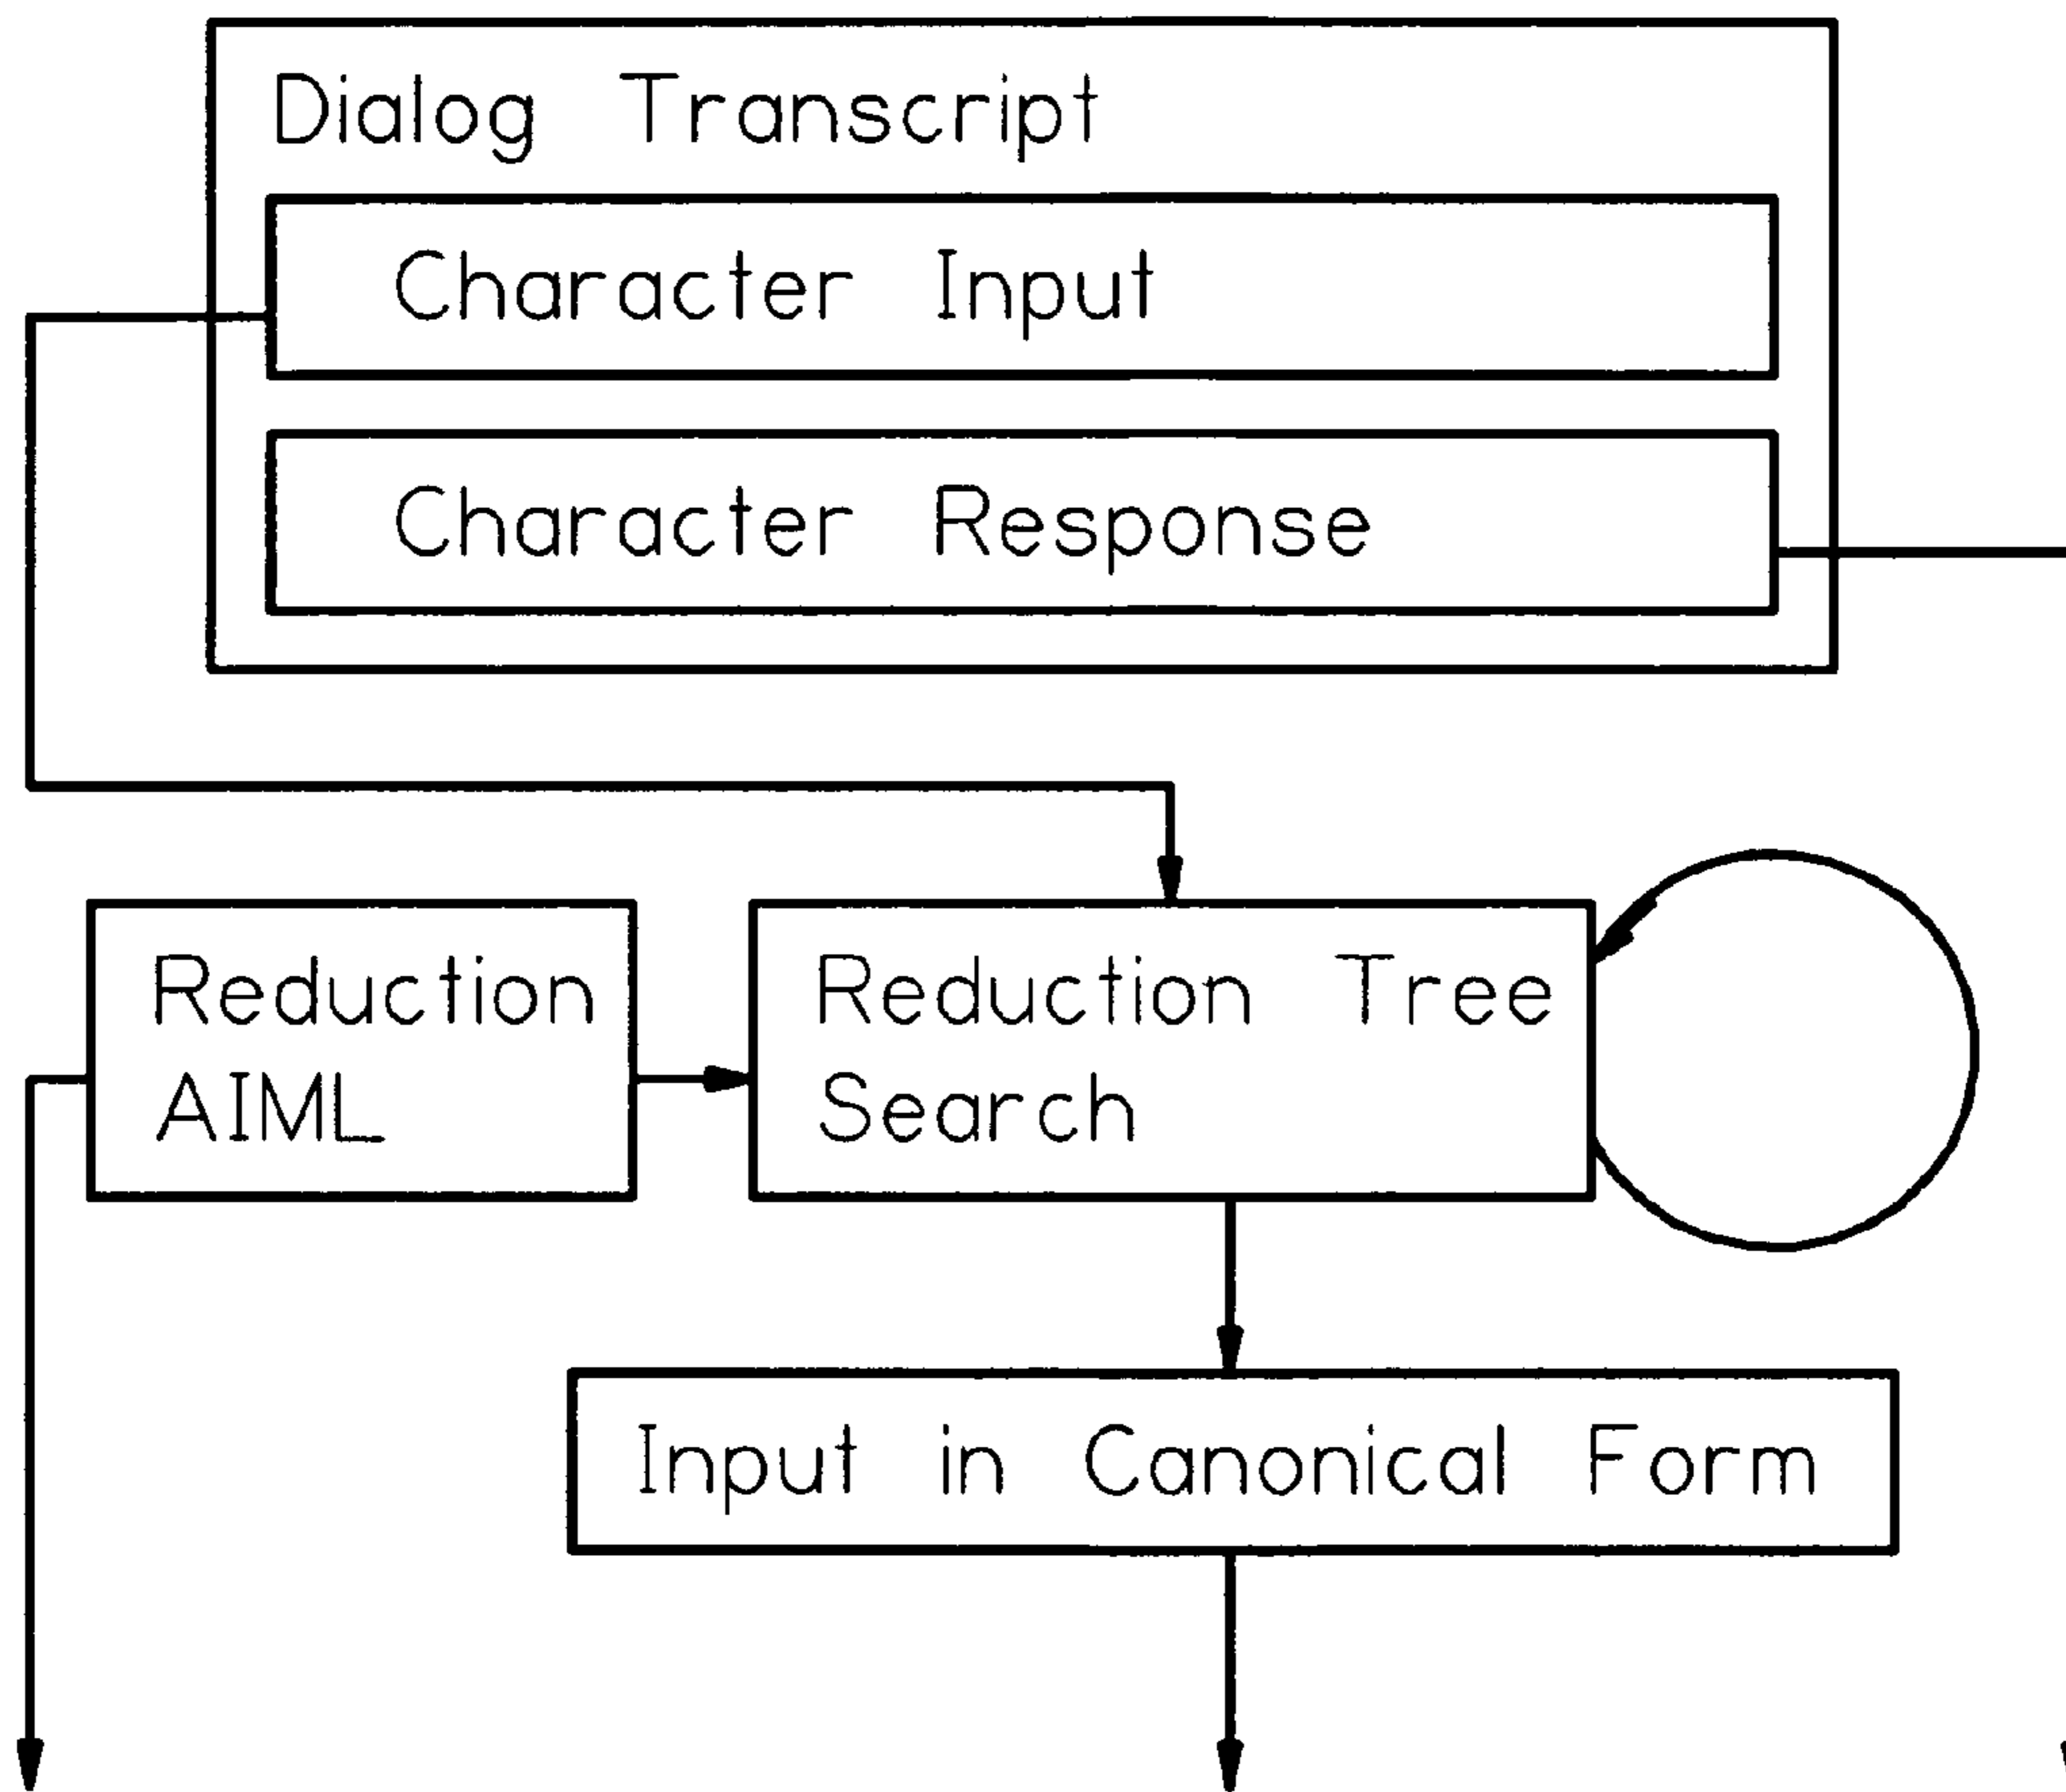 Dialog Transcript
Character Input
Character Response
Reduction
AIML
Reduction Tree
Search
Input in Canonical Form